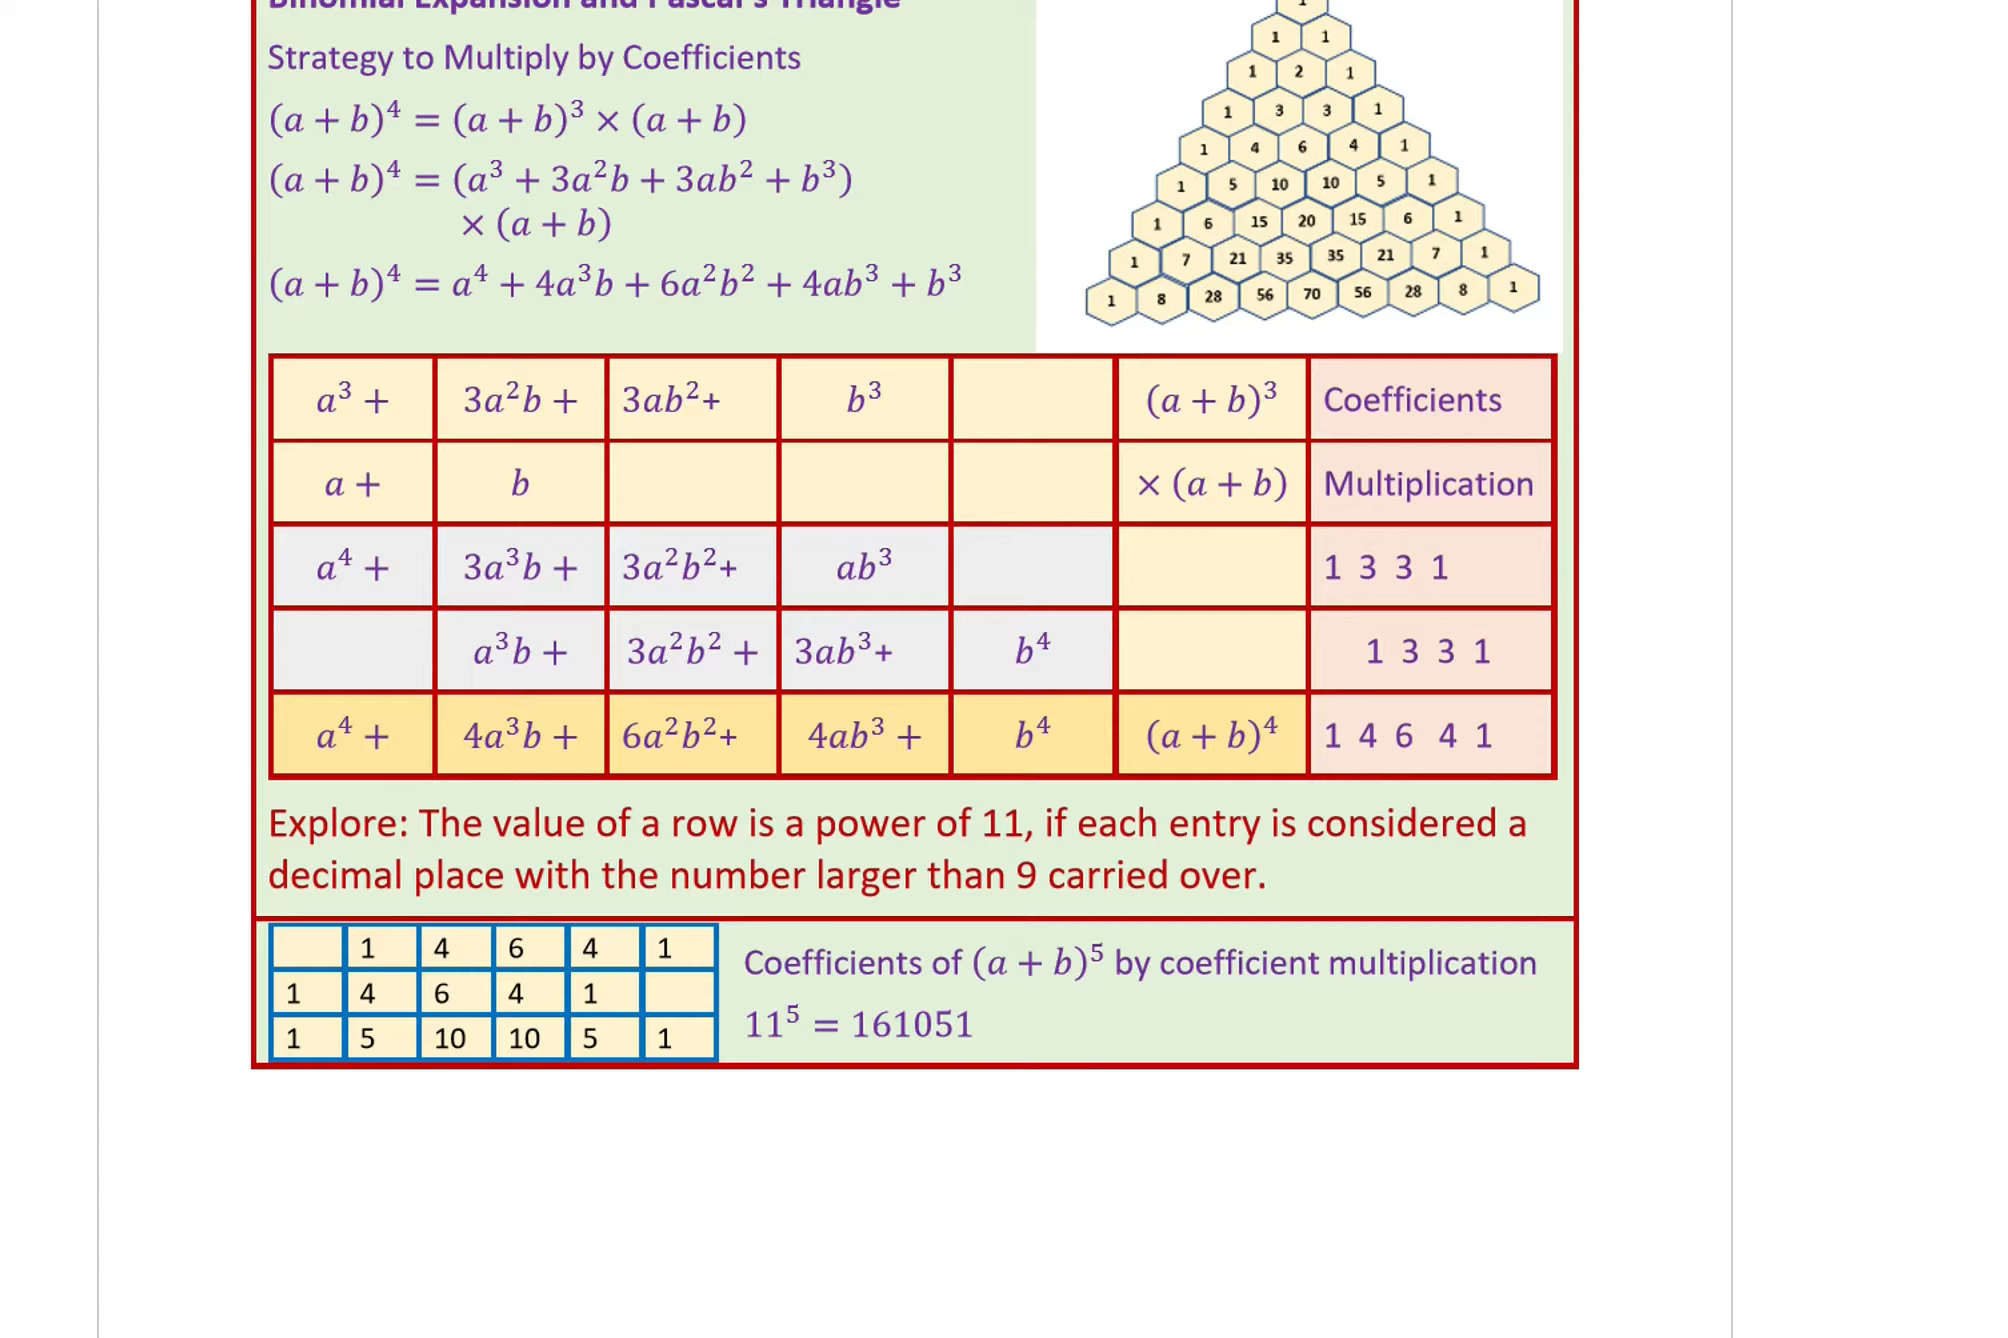 Binomial Expansion and Pascal's Triangle
Strategy to Multiply by Coefficients
(a + b)⁴ = (a + b)³ × (a + b)
(a + b)⁴ = (a³ + 3a²b + 3ab² + b³)
× (a + b)
(a + b)⁴ = a⁴ + 4a³b + 6a²b² + 4ab³ + b³
1
1 1
1 2 1
1 3 3 1
1 4 6 4 1
1 5 10 10 5 1
1 6 15 20 15 6 1
1 7 21 35 35 21 7 1
1 8 28 56 70 56 28 8 1
a³ + 3a²b + 3ab²+ b³ (a + b)³ Coefficients
a + b × (a + b) Multiplication
a⁴ + 3a³b + 3a²b²+ ab³ 1 3 3 1
a³b + 3a²b² + 3ab³+ b⁴ 1 3 3 1
a⁴ + 4a³b + 6a²b²+ 4ab³ + b⁴ (a + b)⁴ 1 4 6 4 1
Explore: The value of a row is a power of 11, if each entry is considered a
decimal place with the number larger than 9 carried over.
1 4 6 4 1
1 4 6 4 1
1 5 10 10 5 1
Coefficients of (a + b)⁵ by coefficient multiplication
11⁵ = 161051